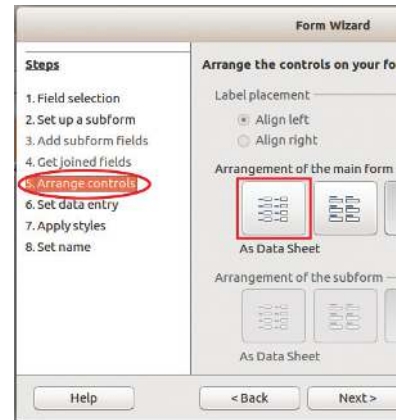 Form Wizard
Steps
1. Field selection
2. Set up a subform
3. Add subform fields
4. Get joined fields
5. Arrange controls
6. Set data entry
7. Apply styles
8. Set name
Arrange the controls on your fo
Label placement
Align left
Align right
Arrangement of the main form
As Data Sheet
Arrangement of the subform
As Data Sheet
Help
< Back
Next >